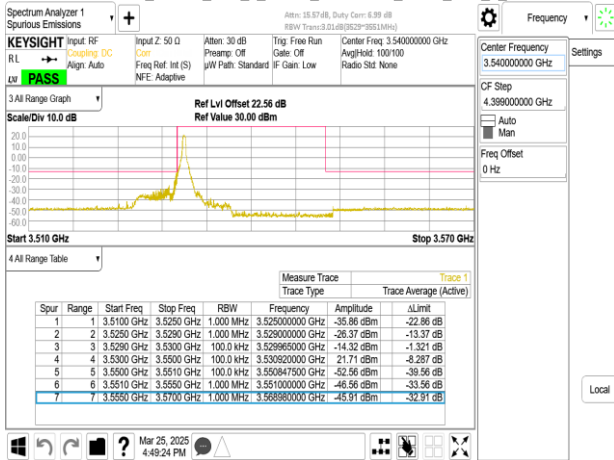 Spectrum Analyzer 1
Spurious Emissions
Attn: 15.57dB, Duty Corr: 6.99 dB
RBW Trans:3.01dB(3529~3551MHz)
Frequency
Settings
KEYSIGHT
RL
PASS
Input: RF
Coupling: DC
Align: Auto
Input Z: 50 Ω
Corr
Freq Ref: Int (S)
NFE: Adaptive
Atten: 30 dB
Preamp: Off
µW Path: Standard
Trig: Free Run
Gate: Off
IF Gain: Low
Center Freq: 3.540000000 GHz
Avg|Hold: 100/100
Radio Std: None
Center Frequency
3.540000000 GHz
CF Step
4.399000000 GHz
Auto
Man
Freq Offset
0 Hz
Local
3 All Range Graph
Scale/Div 10.0 dB
Ref Lvl Offset 22.56 dB
Ref Value 30.00 dBm
20.0
10.0
0.00
-10.0
-20.0
-30.0
-40.0
-50.0
-60.0
Start 3.510 GHz
Stop 3.570 GHz
4 All Range Table
Measure Trace Trace 1
Trace Type Trace Average (Active)
Spur Range Start Freq Stop Freq RBW Frequency Amplitude ΔLimit
1 1 3.5100 GHz 3.5250 GHz 1.000 MHz 3.525000000 GHz -35.86 dBm -22.86 dB
2 2 3.5250 GHz 3.5290 GHz 1.000 MHz 3.529000000 GHz -26.37 dBm -13.37 dB
3 3 3.5290 GHz 3.5300 GHz 100.0 kHz 3.529965000 GHz -14.32 dBm -1.321 dB
4 4 3.5300 GHz 3.5500 GHz 100.0 kHz 3.530920000 GHz 21.71 dBm -8.287 dB
5 5 3.5500 GHz 3.5510 GHz 100.0 kHz 3.550847500 GHz -52.56 dBm -39.56 dB
6 6 3.5510 GHz 3.5550 GHz 1.000 MHz 3.551000000 GHz -46.56 dBm -33.56 dB
7 7 3.5550 GHz 3.5700 GHz 1.000 MHz 3.568980000 GHz -45.91 dBm -32.91 dB
Mar 25, 2025
4:49:24 PM